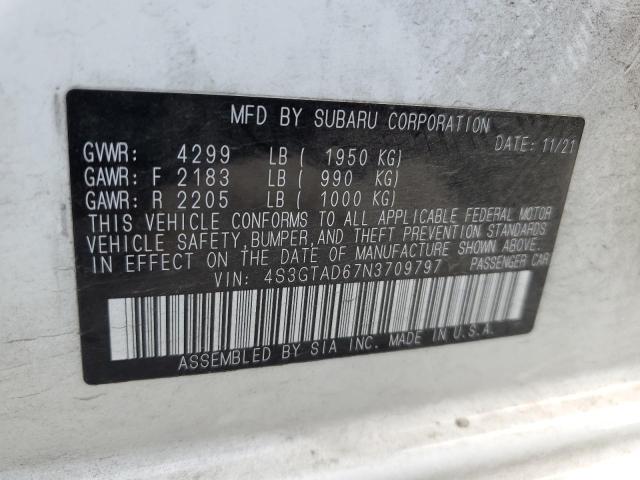 MFD BY SUBARU CORPORATION
DATE: 11/21
GVWR: 4299 LB ( 1950 KG)
GAWR: F 2183 LB ( 990 KG)
GAWR: R 2205 LB ( 1000 KG)
THIS VEHICLE CONFORMS TO ALL APPLICABLE FEDERAL MOTOR
VEHICLE SAFETY, BUMPER, AND THEFT PREVENTION STANDARDS
IN EFFECT ON THE DATE OF MANUFACTURE SHOWN ABOVE.
VIN: 4S3GTAD67N3709797 PASSENGER CAR
ASSEMBLED BY SIA INC. MADE IN U.S.A.